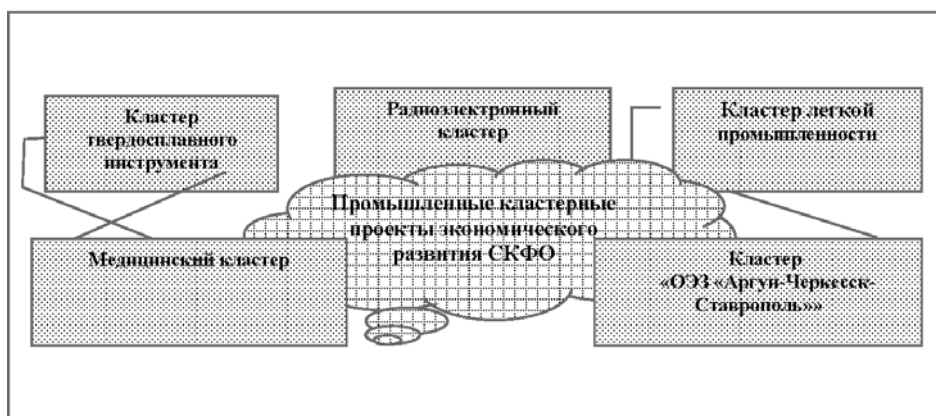 Кластер
твердосплавного
инструмента
Радиоэлектронный
кластер
Кластер легкой
промышленности
Промышленные кластерные
проекты экономического
развития СКФО
Медицинский кластер
Кластер
«ОЭЗ «Аргун-Черкесск-
Ставрополь»»